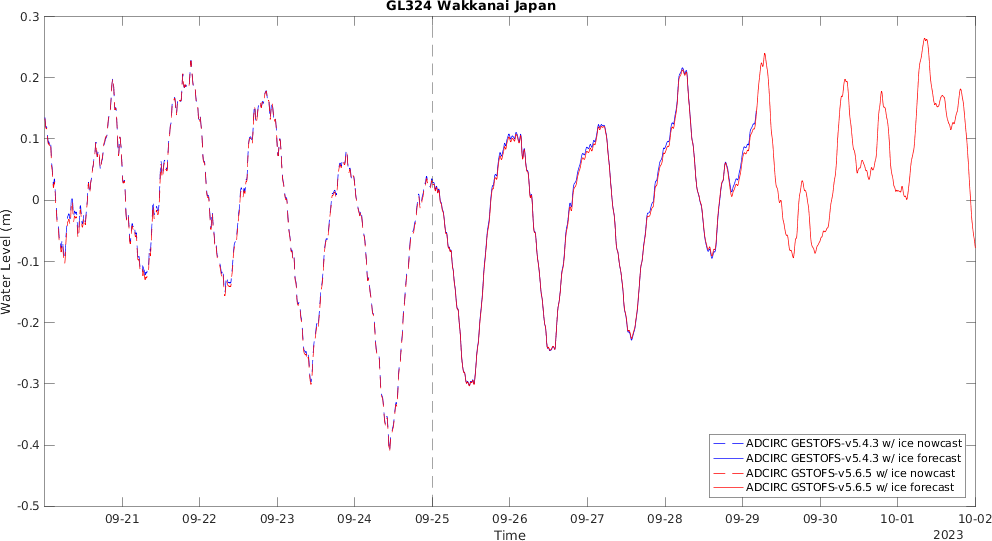 GL324 Wakkanai Japan
0.3
0.2
0.1
0
-0.1
-0.2
-0.3
-0.4
-0.5
Water Level (m)
ADCIRC GESTOFS-v5.4.3 w/ ice nowcast
ADCIRC GESTOFS-v5.4.3 w/ ice forecast
ADCIRC GSTOFS-v5.6.5 w/ ice nowcast
ADCIRC GSTOFS-v5.6.5 w/ ice forecast
09-21 09-22 09-23 09-24 09-25 09-26 09-27 09-28 09-29 09-30 10-01 10-02
Time
2023